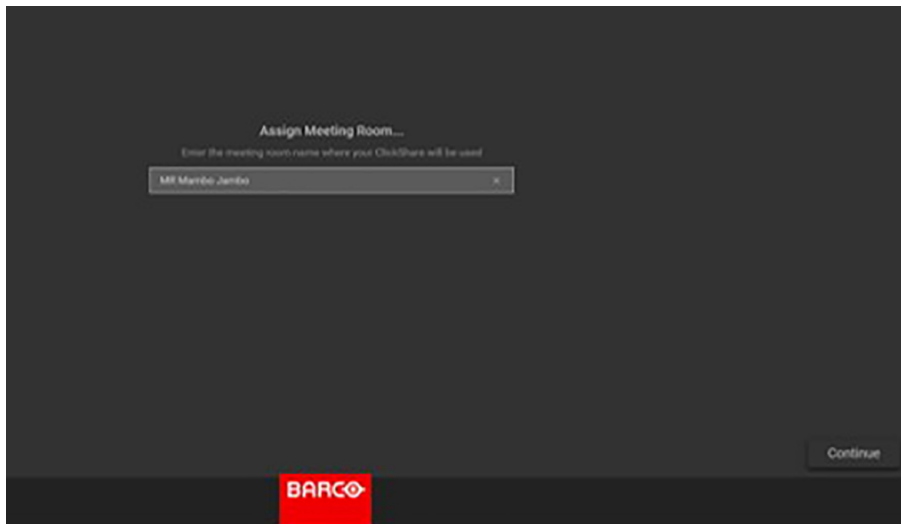 Assign Meeting Room...
Enter the meeting room name where your ClickShare will be used
MR Mambo Jambo ×
Continue
BARCO